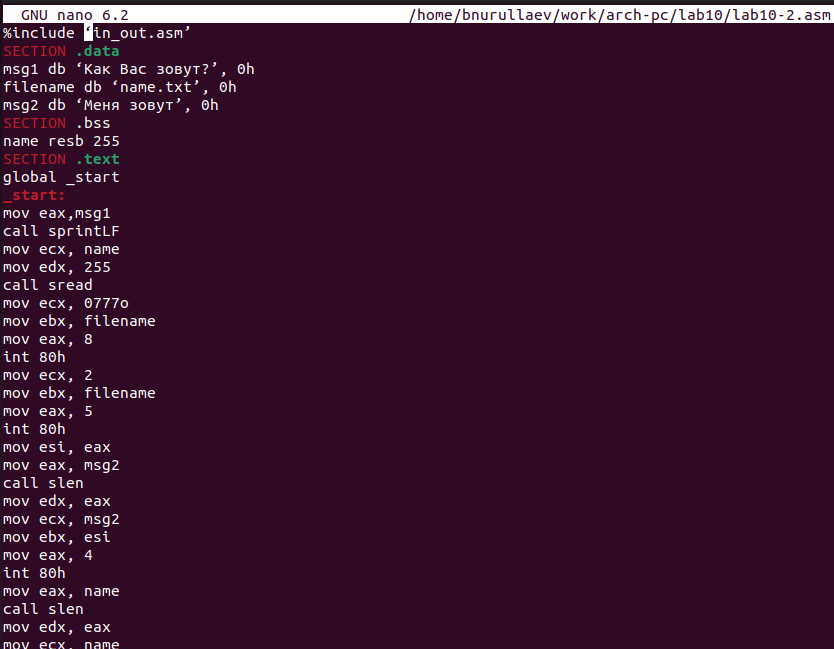 GNU nano 6.2 /home/bnurullaev/work/arch-pc/lab10/lab10-2.asm
%include ‘in_out.asm’
SECTION .data
msg1 db ‘Как Вас зовут?’, 0h
filename db ‘name.txt’, 0h
msg2 db ‘Меня зовут’, 0h
SECTION .bss
name resb 255
SECTION .text
global _start
_start:
mov eax,msg1
call sprintLF
mov ecx, name
mov edx, 255
call sread
mov ecx, 0777o
mov ebx, filename
mov eax, 8
int 80h
mov ecx, 2
mov ebx, filename
mov eax, 5
int 80h
mov esi, eax
mov eax, msg2
call slen
mov edx, eax
mov ecx, msg2
mov ebx, esi
mov eax, 4
int 80h
mov eax, name
call slen
mov edx, eax
mov ecx, name